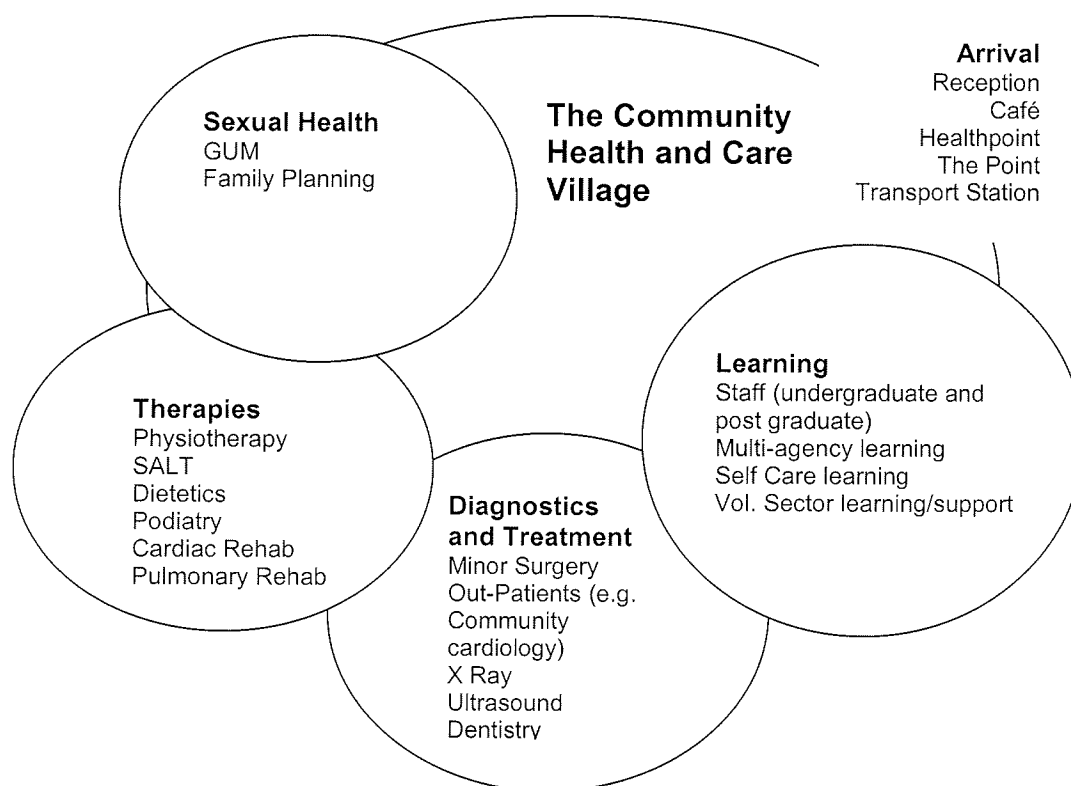 Arrival
Reception
Café
Healthpoint
The Point
Transport Station
The Community
Health and Care
Village
Sexual Health
GUM
Family Planning
Learning
Staff (undergraduate and
post graduate)
Multi-agency learning
Self Care learning
Vol. Sector learning/support
Therapies
Physiotherapy
SALT
Dietetics
Podiatry
Cardiac Rehab
Pulmonary Rehab
Diagnostics
and Treatment
Minor Surgery
Out-Patients (e.g.
Community
cardiology)
X Ray
Ultrasound
Dentistry